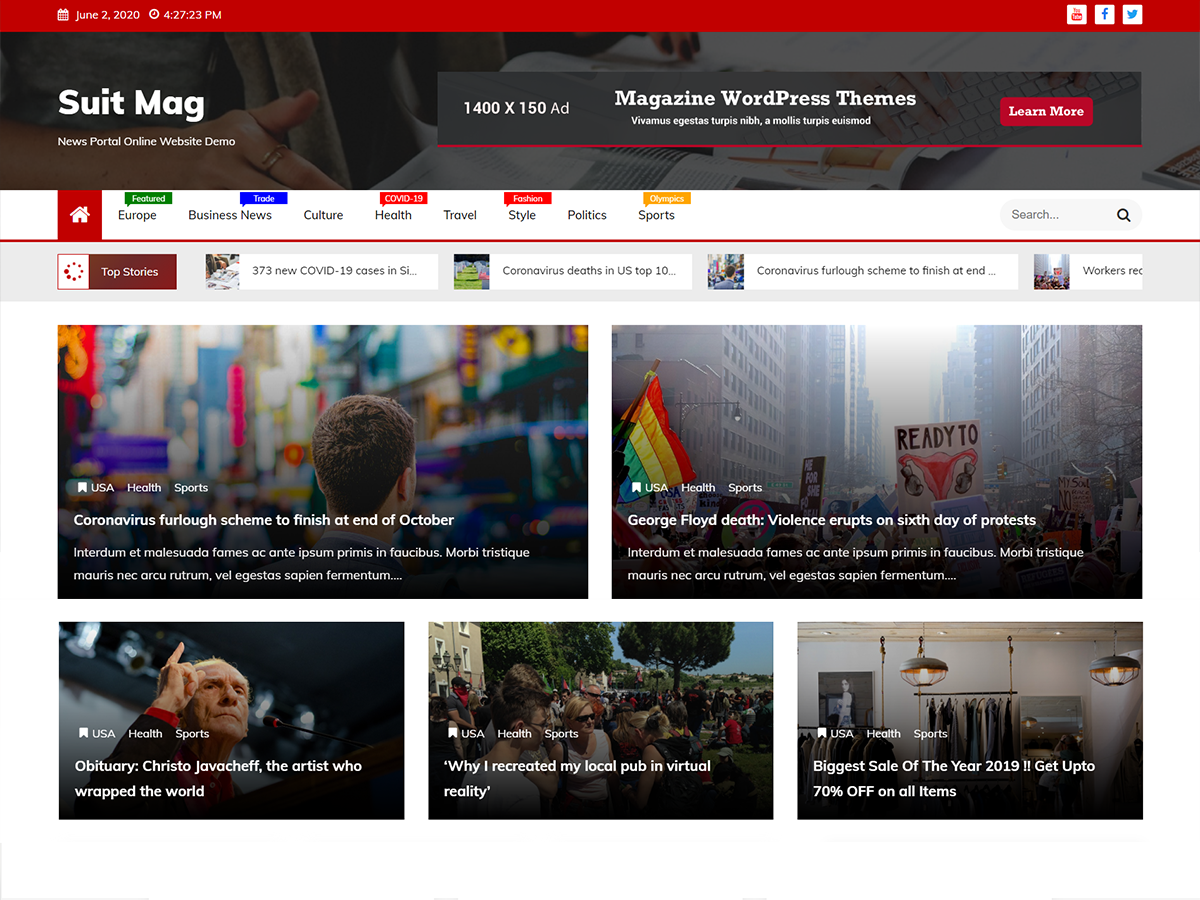 June 2, 2020 4:27:23 PM
Suit Mag
News Portal Online Website Demo
1400 X 150 Ad
Magazine WordPress Themes
Vivamus egestas turpis nibh, a mollis turpis euismod
Learn More
Featured Trade COVID-19 Fashion Olympics
Europe Business News Culture Health Travel Style Politics Sports
Search...
Top Stories
373 new COVID-19 cases in Si...
Coronavirus deaths in US top 10...
Coronavirus furlough scheme to finish at end ...
Workers rec
USA Health Sports
Coronavirus furlough scheme to finish at end of October
Interdum et malesuada fames ac ante ipsum primis in faucibus. Morbi tristique
mauris nec arcu rutrum, vel egestas sapien fermentum....
READY TO
USA Health Sports
George Floyd death: Violence erupts on sixth day of protests
Interdum et malesuada fames ac ante ipsum primis in faucibus. Morbi tristique
mauris nec arcu rutrum, vel egestas sapien fermentum....
USA Health Sports
Obituary: Christo Javacheff, the artist who
wrapped the world
USA Health Sports
‘Why I recreated my local pub in virtual
reality’
USA Health Sports
Biggest Sale Of The Year 2019 !! Get Upto
70% OFF on all Items